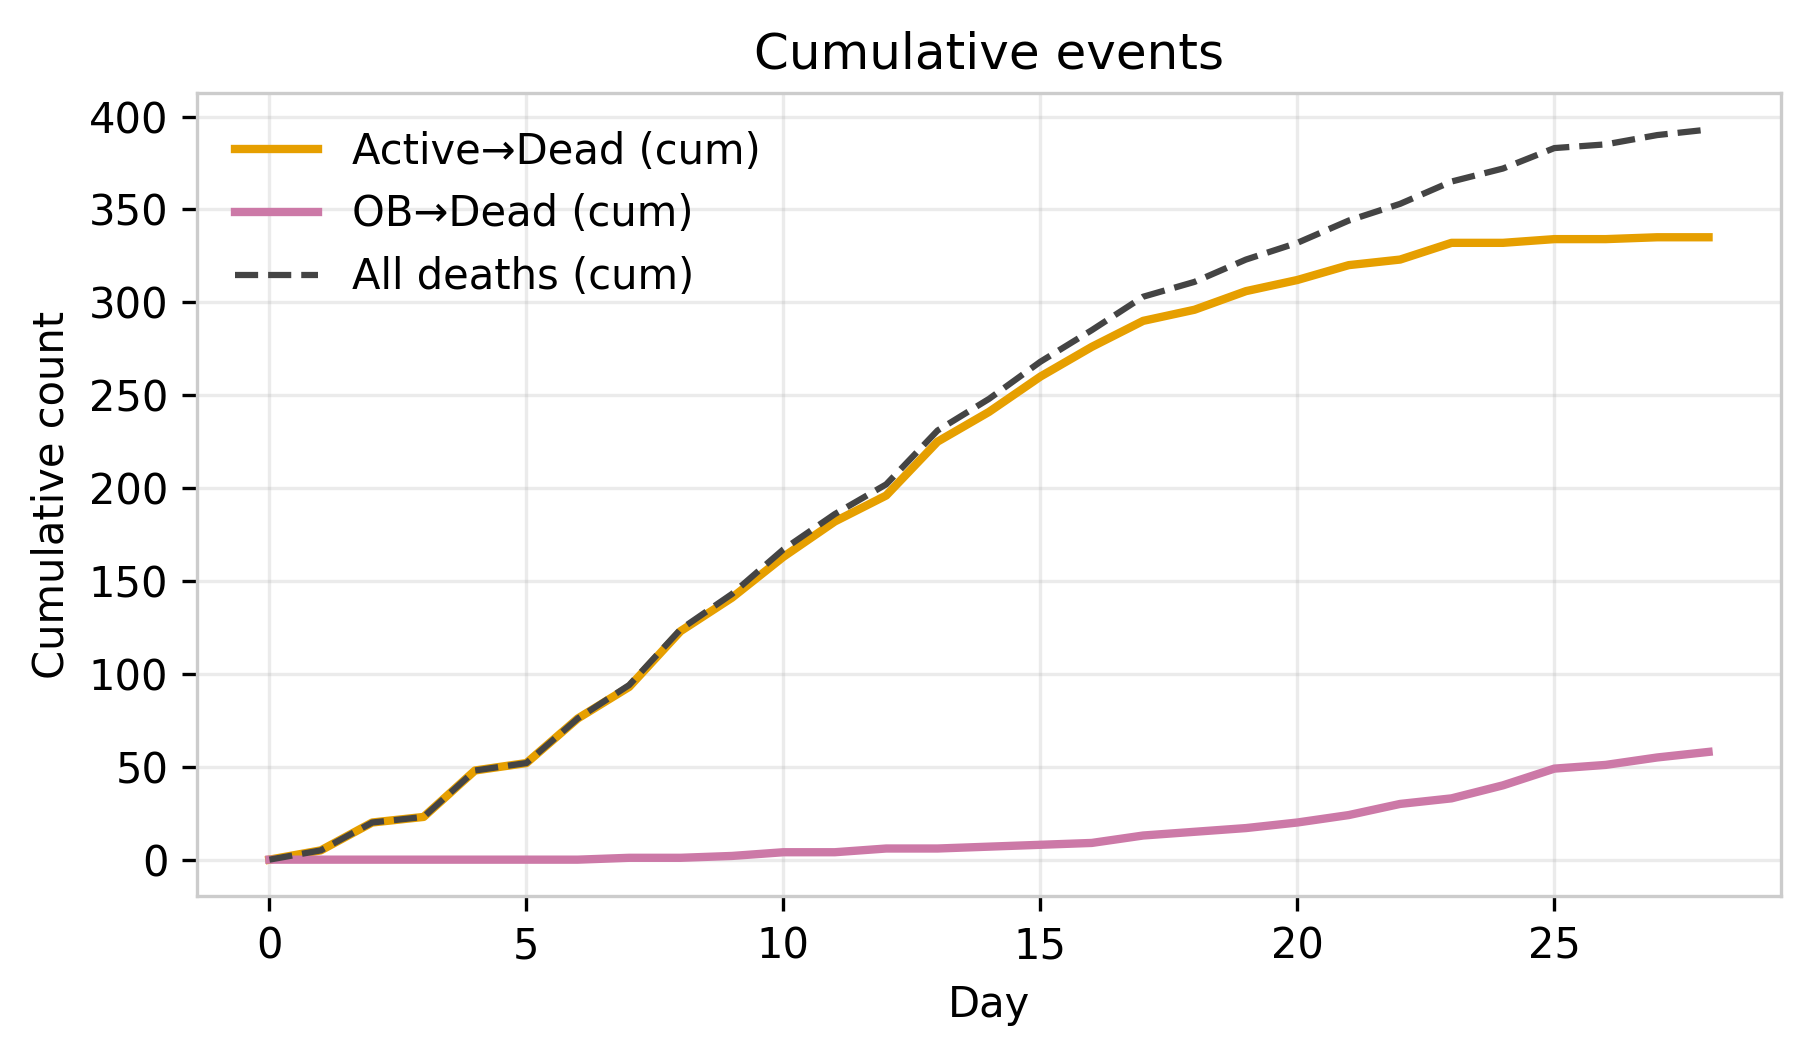 Cumulative events
Active→Dead (cum)
OB→Dead (cum)
All deaths (cum)
Cumulative count
400
350
300
250
200
150
100
50
0
0 5 10 15 20 25
Day